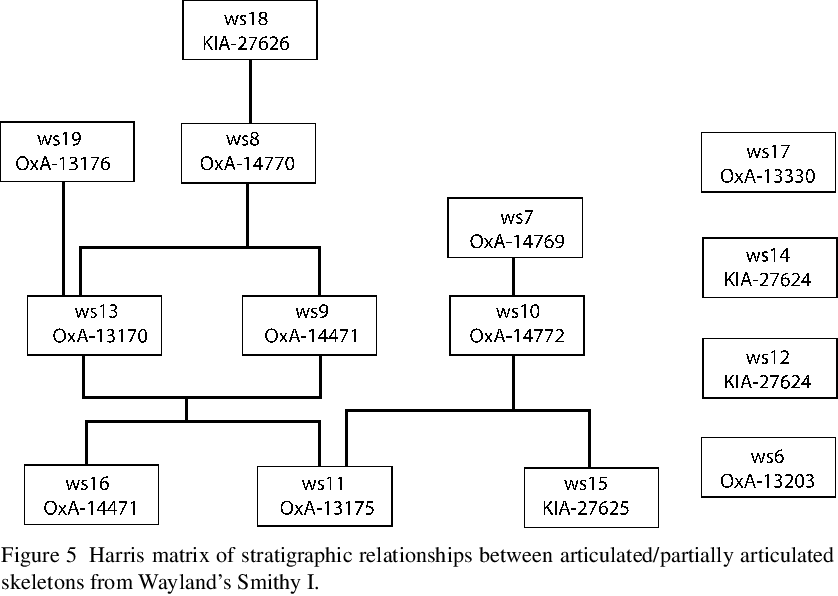 ws18
KIA-27626
ws19
OxA-13176
ws8
OxA-14770
ws17
OxA-13330
ws7
OxA-14769
ws14
KIA-27624
ws13
OxA-13170
ws9
OxA-14471
ws10
OxA-14772
ws12
KIA-27624
ws16
OxA-14471
ws11
OxA-13175
ws15
KIA-27625
ws6
OxA-13203
Figure 5 Harris matrix of stratigraphic relationships between articulated/partially articulated
skeletons from Wayland's Smithy I.